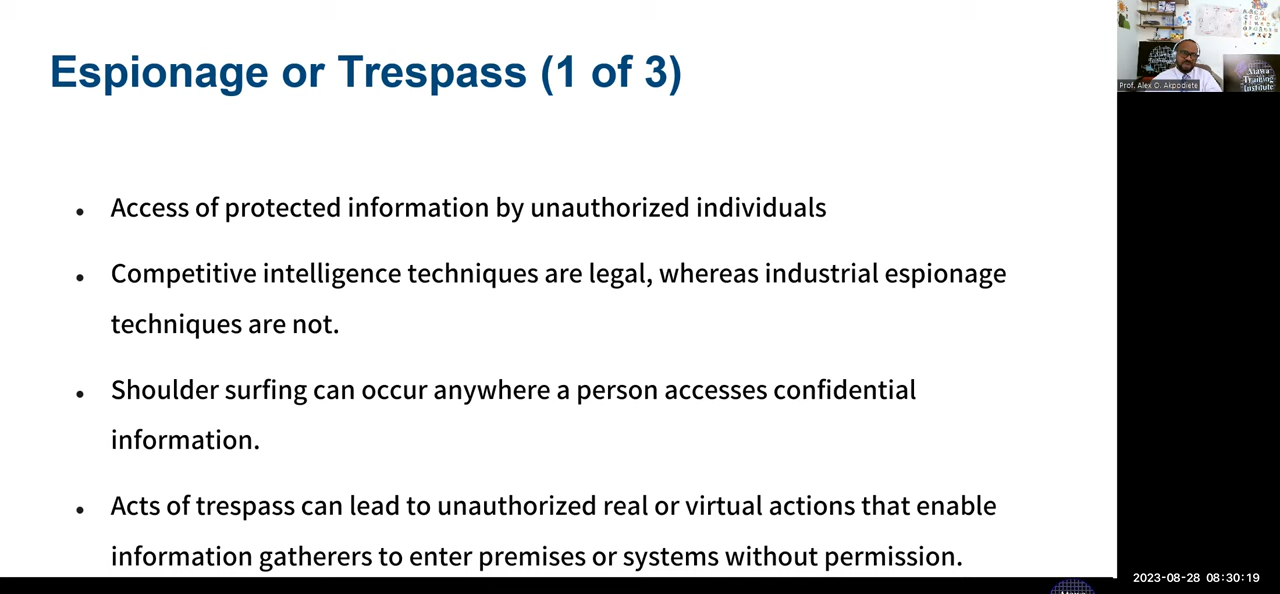 Espionage or Trespass (1 of 3)
• Access of protected information by unauthorized individuals
• Competitive intelligence techniques are legal, whereas industrial espionage
techniques are not.
• Shoulder surfing can occur anywhere a person accesses confidential
information.
• Acts of trespass can lead to unauthorized real or virtual actions that enable
information gatherers to enter premises or systems without permission.
Prof. Alex O. Akpodiete
Training
Institute
2023-08-28 08:30:19